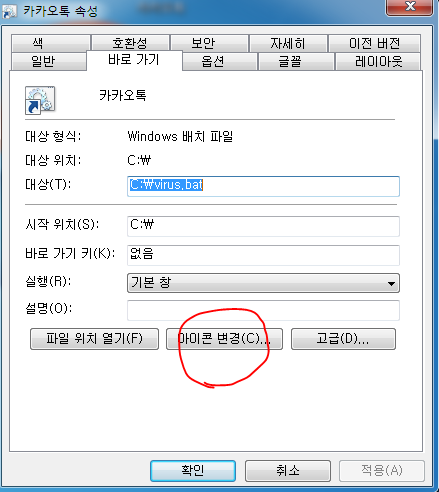 카카오톡 속성
색 호환성 보안 자세히 이전 버전
일반 바로 가기 옵션 글꼴 레이아웃
카카오톡
대상 형식: Windows 배치 파일
대상 위치: C:₩
대상(T): C:₩virus.bat
시작 위치(S): C:₩
바로 가기 키(K): 없음
실행(R): 기본 창
설명(O):
파일 위치 열기(F) 아이콘 변경(C)... 고급(D)...
확인 취소 적용(A)